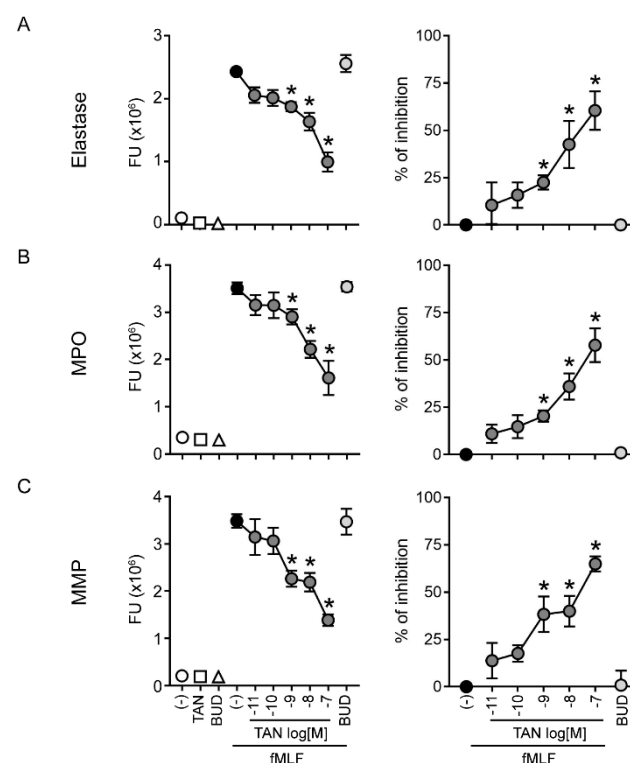 A
Elastase
FU (x10⁶)
3
2
1
0
*
*
*
% of inhibition
100
75
50
25
0
*
*
*
B
MPO
FU (x10⁶)
4
3
2
1
0
*
*
*
% of inhibition
100
75
50
25
0
*
*
*
C
MMP
FU (x10⁶)
4
3
2
1
0
*
*
*
% of inhibition
100
75
50
25
0
*
*
*
(-) TAN BUD (-) -11 -10 -9 -8 -7 BUD
TAN log[M]
fMLF
(-) -11 -10 -9 -8 -7 BUD
TAN log[M]
fMLF